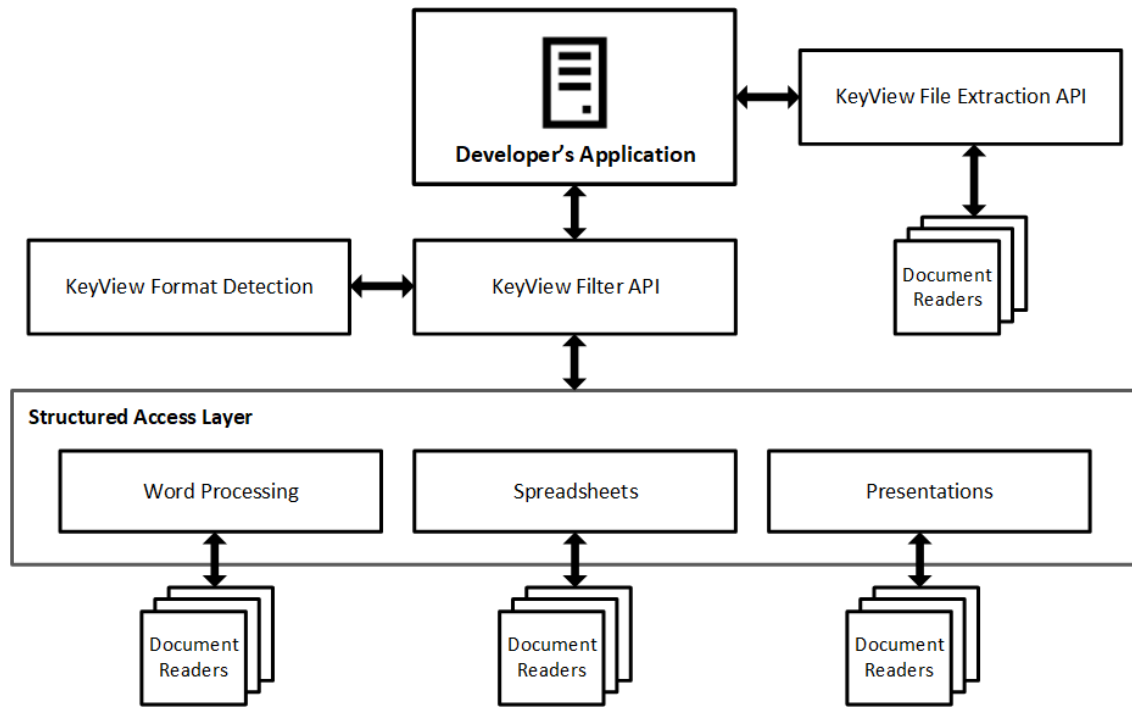 Developer's Application
KeyView File Extraction API
KeyView Format Detection
KeyView Filter API
Document
Readers
Structured Access Layer
Word Processing
Spreadsheets
Presentations
Document
Readers
Document
Readers
Document
Readers